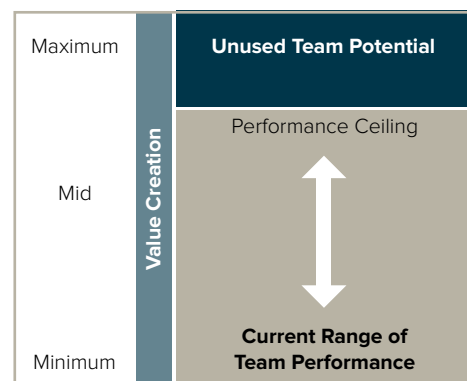 Maximum
Unused Team Potential
Performance Ceiling
Mid
Value Creation
Current Range of
Team Performance
Minimum